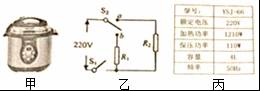 S₂
a
b
220V
R₁
R₂
S₁
型号: YSJ-66
额定电压 220V
加热功率 1210W
保压功率 110W
容量 4L
频率 50Hz
甲
乙
丙